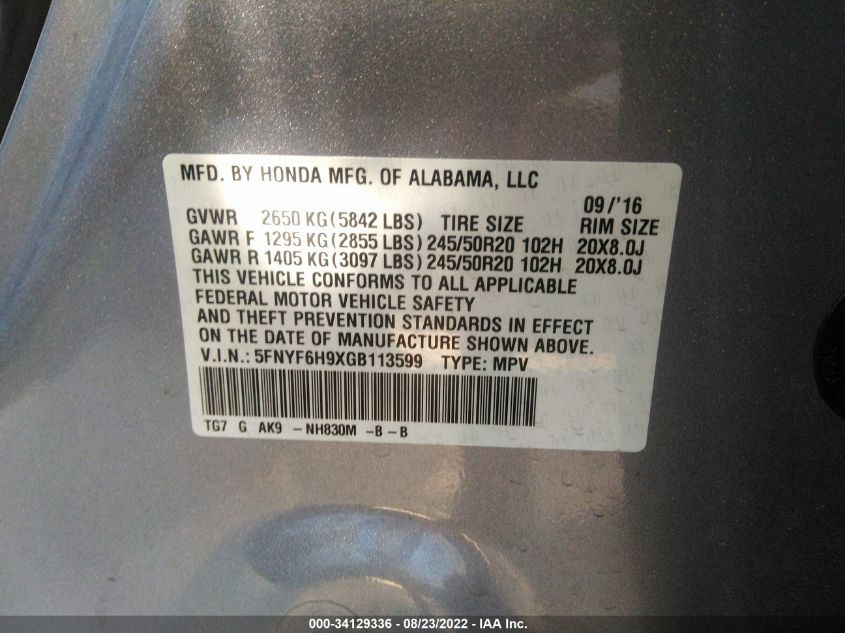 MFD. BY HONDA MFG. OF ALABAMA, LLC
09/'16
GVWR 2650 KG(5842 LBS) TIRE SIZE RIM SIZE
GAWR F 1295 KG(2855 LBS) 245/50R20 102H 20X8.0J
GAWR R 1405 KG(3097 LBS) 245/50R20 102H 20X8.0J
THIS VEHICLE CONFORMS TO ALL APPLICABLE
FEDERAL MOTOR VEHICLE SAFETY
AND THEFT PREVENTION STANDARDS IN EFFECT
ON THE DATE OF MANUFACTURE SHOWN ABOVE.
V.I.N.: 5FNYF6H9XGB113599 TYPE: MPV
TG7 G AK9 -NH830M -B-B
000-34129336 - 08/23/2022 - IAA Inc.